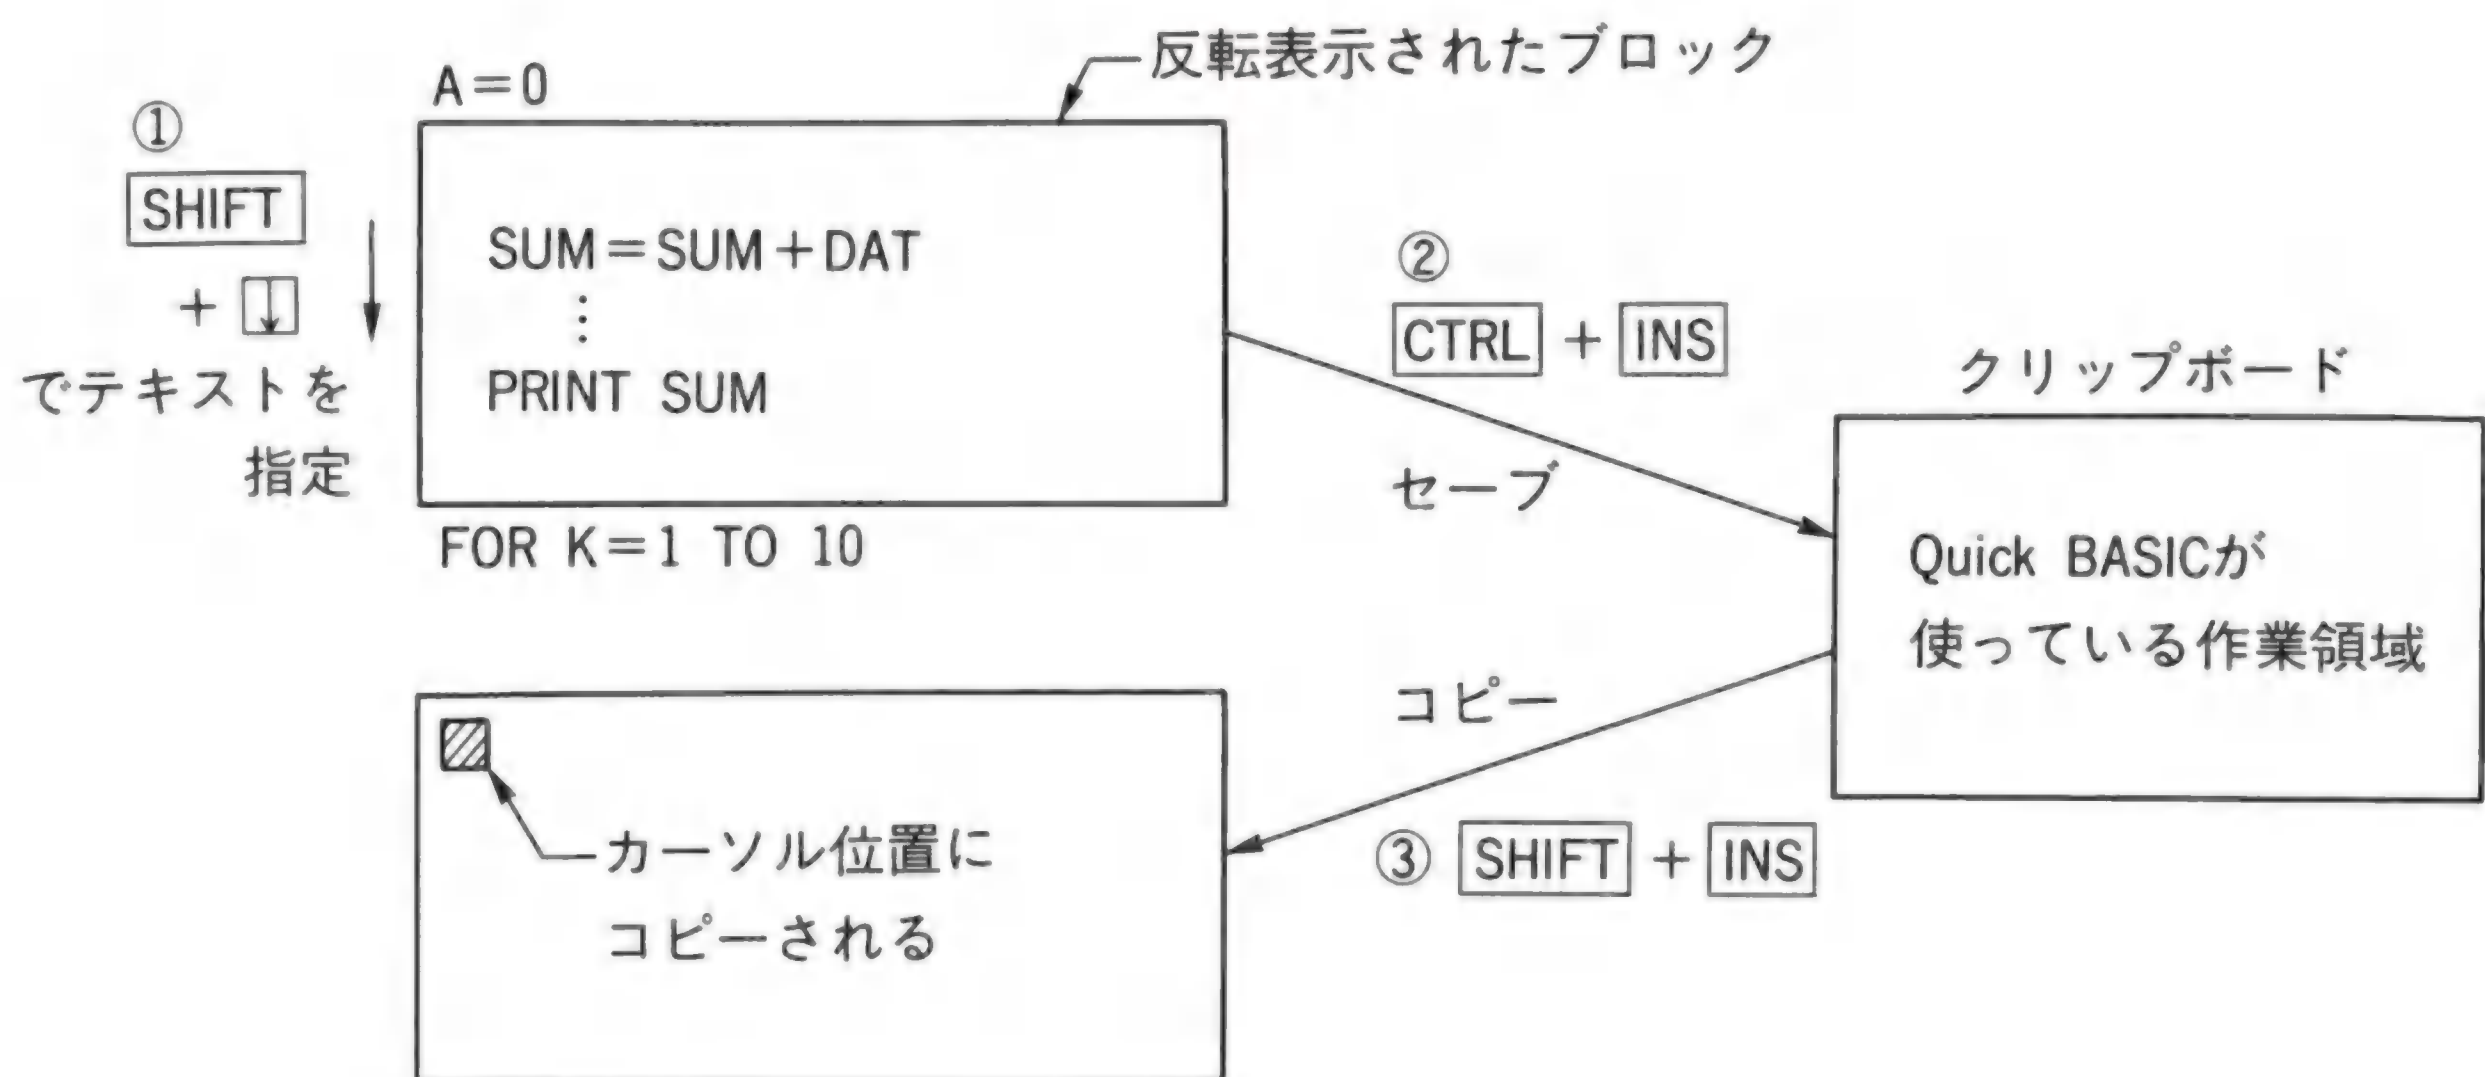 反転表示されたブロック
A=0
①
SHIFT
+ ↓
でテキストを
指定
SUM=SUM+DAT
⋮
PRINT SUM
FOR K=1 TO 10
②
CTRL + INS
セーブ
クリップボード
Quick BASICが
使っている作業領域
コピー
③ SHIFT + INS
カーソル位置に
コピーされる